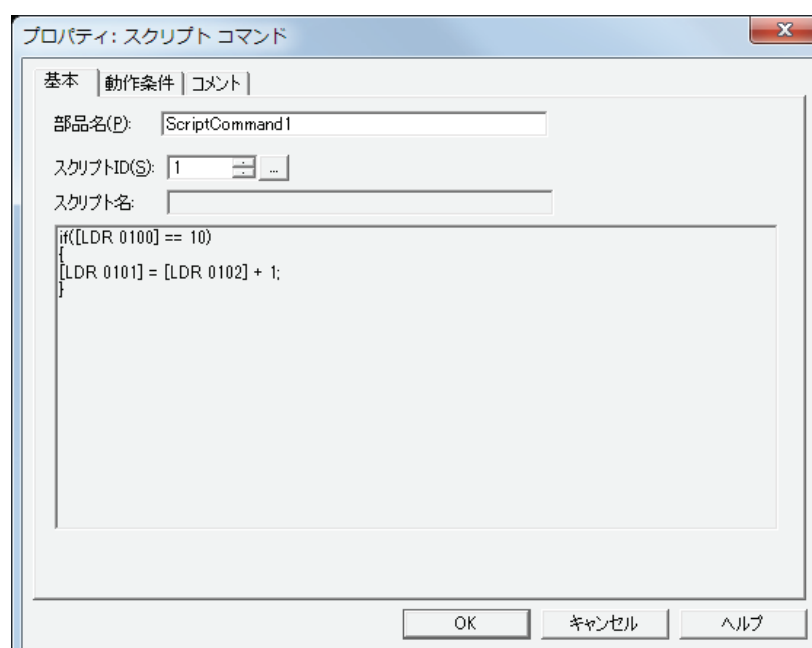 プロパティ: スクリプト コマンド
基本 動作条件 コメント
部品名(P): ScriptCommand1
スクリプトID(S): 1 ...
スクリプト名:
if([LDR 0100] == 10)
{
[LDR 0101] = [LDR 0102] + 1;
}
OK キャンセル ヘルプ